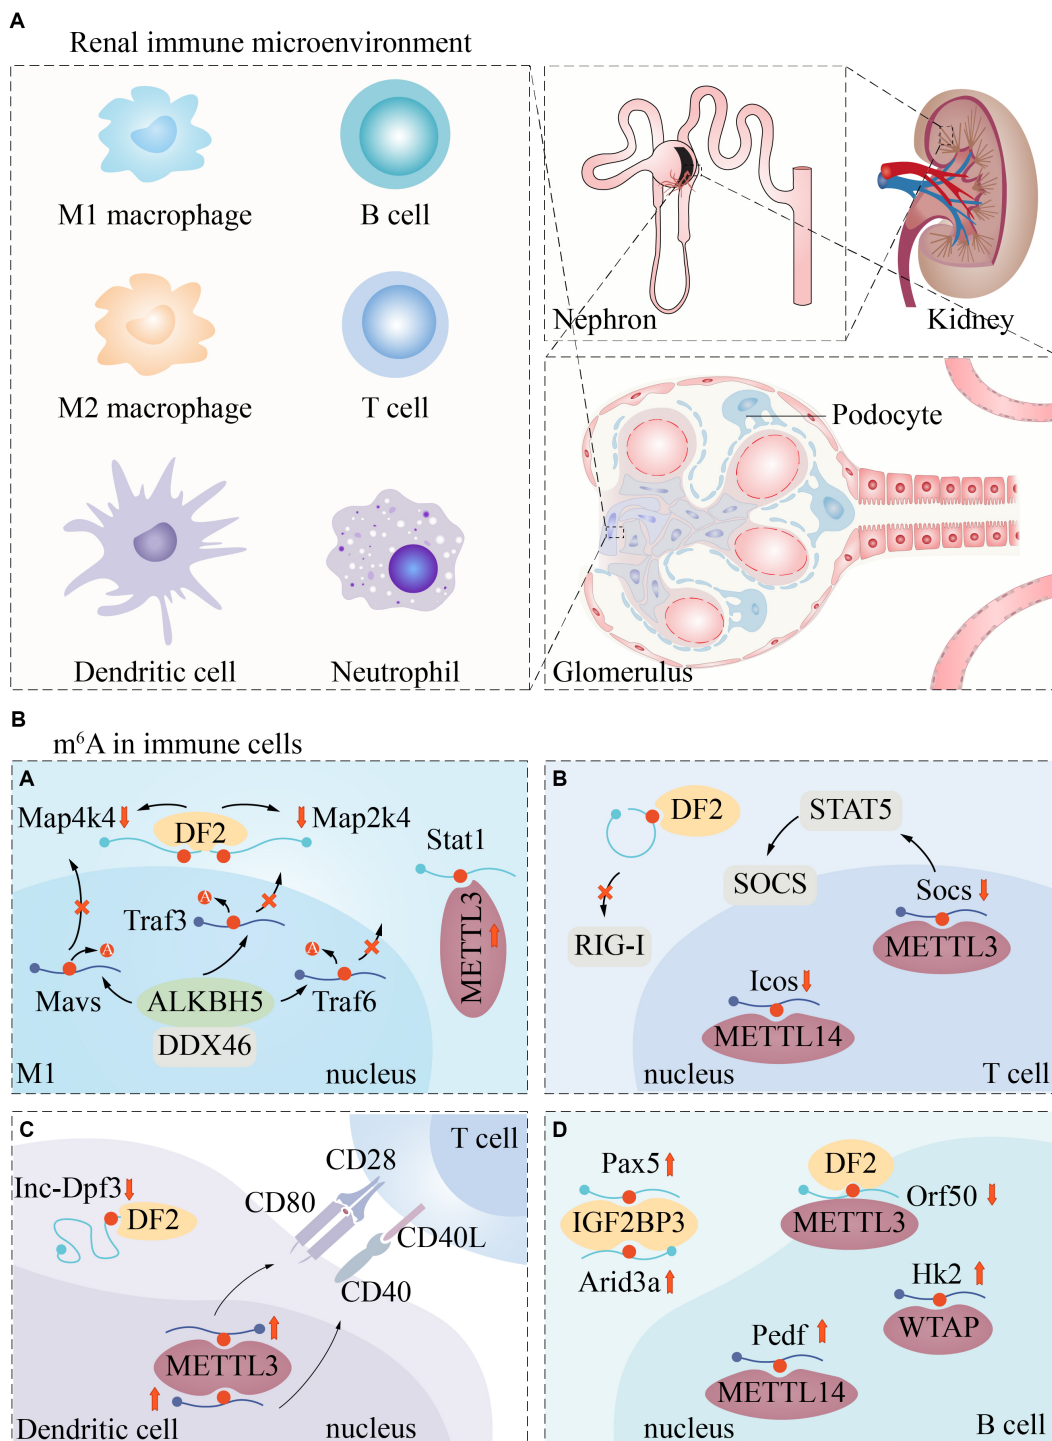 A
Renal immune microenvironment
M1 macrophage
B cell
M2 macrophage
T cell
Dendritic cell
Neutrophil
Nephron
Kidney
Podocyte
Glomerulus
B
m⁶A in immune cells
A
Map4k4
DF2
Map2k4
Stat1
METTL3
Traf3
A
A
A
Mavs
ALKBH5
Traf6
DDX46
M1
nucleus
B
DF2
STAT5
SOCS
Socs
RIG-I
METTL3
Icos
METTL14
nucleus
T cell
C
T cell
CD28
Inc-Dpf3
CD80
DF2
CD40L
CD40
METTL3
Dendritic cell
nucleus
D
Pax5
DF2
Orf50
IGF2BP3
METTL3
Arid3a
Hk2
WTAP
Pedf
METTL14
nucleus
B cell